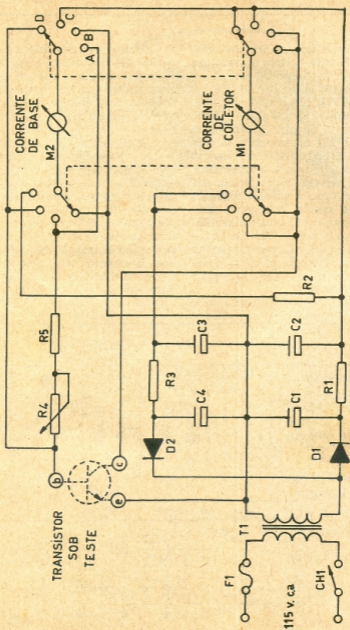 TRANSISTOR
SOB
TESTE
b
e
c
R4
R5
CORRENTE
DE BASE
M2
D
C
B
A
F1
CH1
115 v. ca
T1
D2
D1
R3
R1
C4
C3
C1
C2
R2
CORRENTE
DE
COLETOR
M1